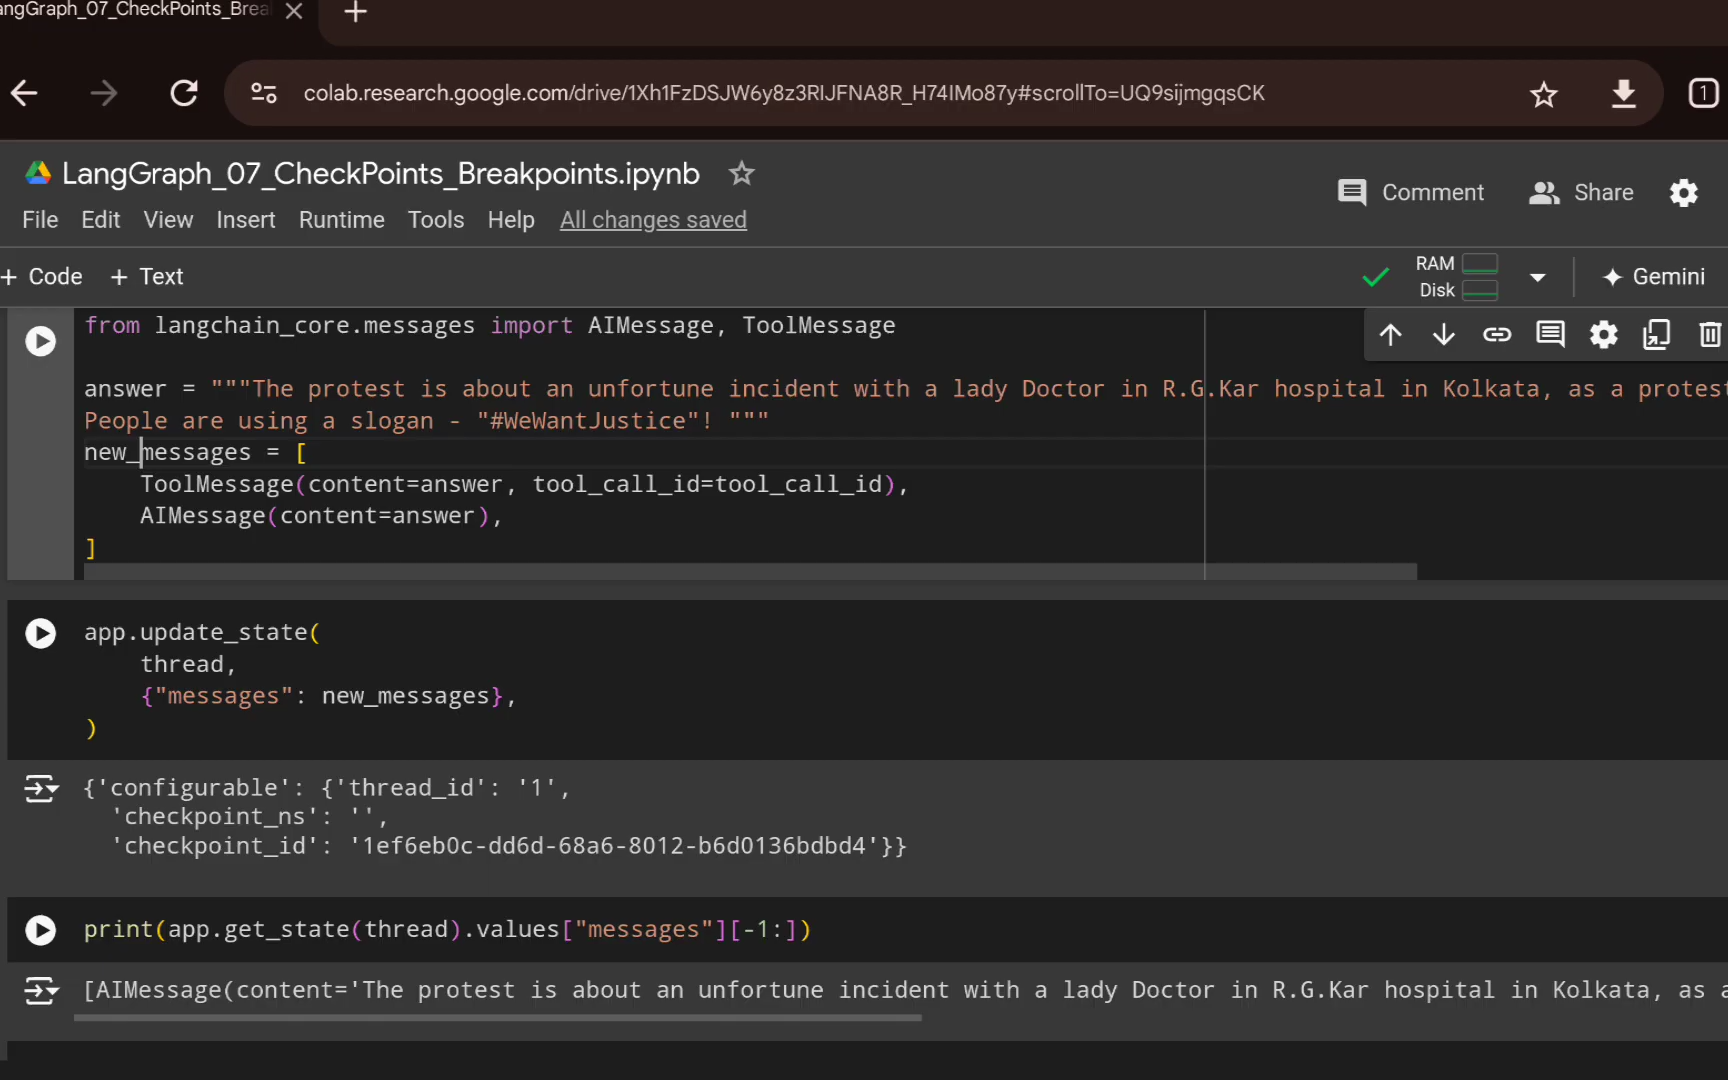 angGraph_07_CheckPoints_Brea
colab.research.google.com/drive/1Xh1FzDSJW6y8z3RIJFNA8R_H74IMo87y#scrollTo=UQ9sijmgqsCK
1
LangGraph_07_CheckPoints_Breakpoints.ipynb
Comment
Share
File Edit View Insert Runtime Tools Help All changes saved
+ Code + Text
RAM
Disk
Gemini
from langchain_core.messages import AIMessage, ToolMessage
answer = """The protest is about an unfortune incident with a lady Doctor in R.G.Kar hospital in Kolkata, as a protest
People are using a slogan - "#WeWantJustice"! """
new_messages = [
ToolMessage(content=answer, tool_call_id=tool_call_id),
AIMessage(content=answer),
]
app.update_state(
thread,
{"messages": new_messages},
)
{'configurable': {'thread_id': '1',
'checkpoint_ns': '',
'checkpoint_id': '1ef6eb0c-dd6d-68a6-8012-b6d0136bdbd4'}}
print(app.get_state(thread).values["messages"][-1:])
[AIMessage(content='The protest is about an unfortune incident with a lady Doctor in R.G.Kar hospital in Kolkata, as a